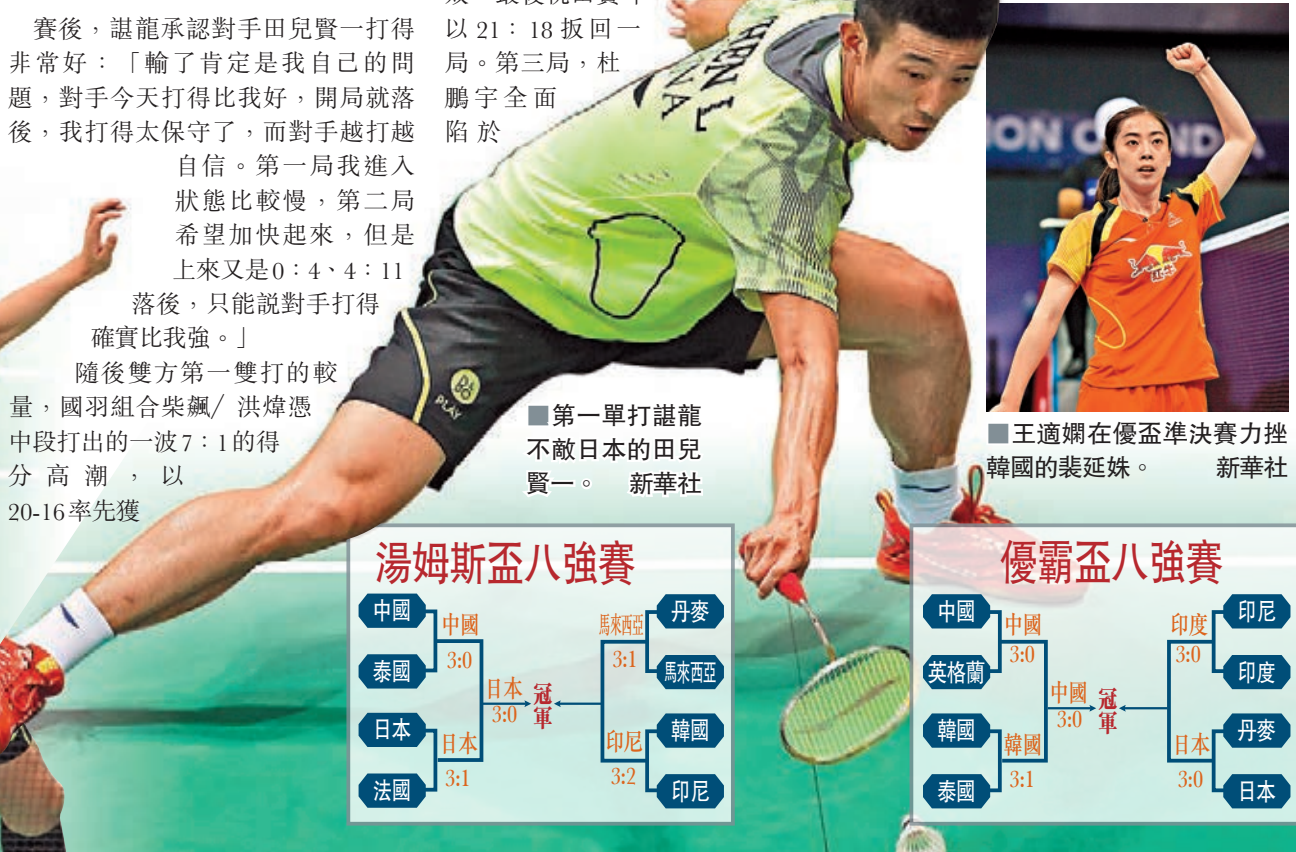 賽後，諶龍承認對手田兒賢一打得
非常好：「輸了肯定是我自己的問
題，對手今天打得比我好，開局就落
後，我打得太保守了，而對手越打越
自信。第一局我進入
狀態比較慢，第二局
希望加快起來，但是
上來又是0：4、4：11
落後，只能說對手打得
確實比我強。」
隨後雙方第一雙打的較
量，國羽組合柴飆/ 洪煒憑
中段打出的一波7：1的得
分高潮，以
20-16率先獲
以21：18扳回一
局。第三局，杜
鵬宇全面
陷於
CHEN L
PLAY
■第一單打諶龍
不敵日本的田兒
賢一。 新華社
■王適嫻在優盃準決賽力挫
韓國的裴延姝。 新華社
湯姆斯盃八強賽
中國
泰國
日本
法國
中國
3:0
日本
3:1
日本
3:0
冠軍
馬來西亞
3:1
印尼
3:2
丹麥
馬來西亞
韓國
印尼
優霸盃八強賽
中國
英格蘭
韓國
泰國
中國
3:0
韓國
3:1
中國
3:0
冠軍
印度
3:0
日本
3:0
印尼
印度
丹麥
日本